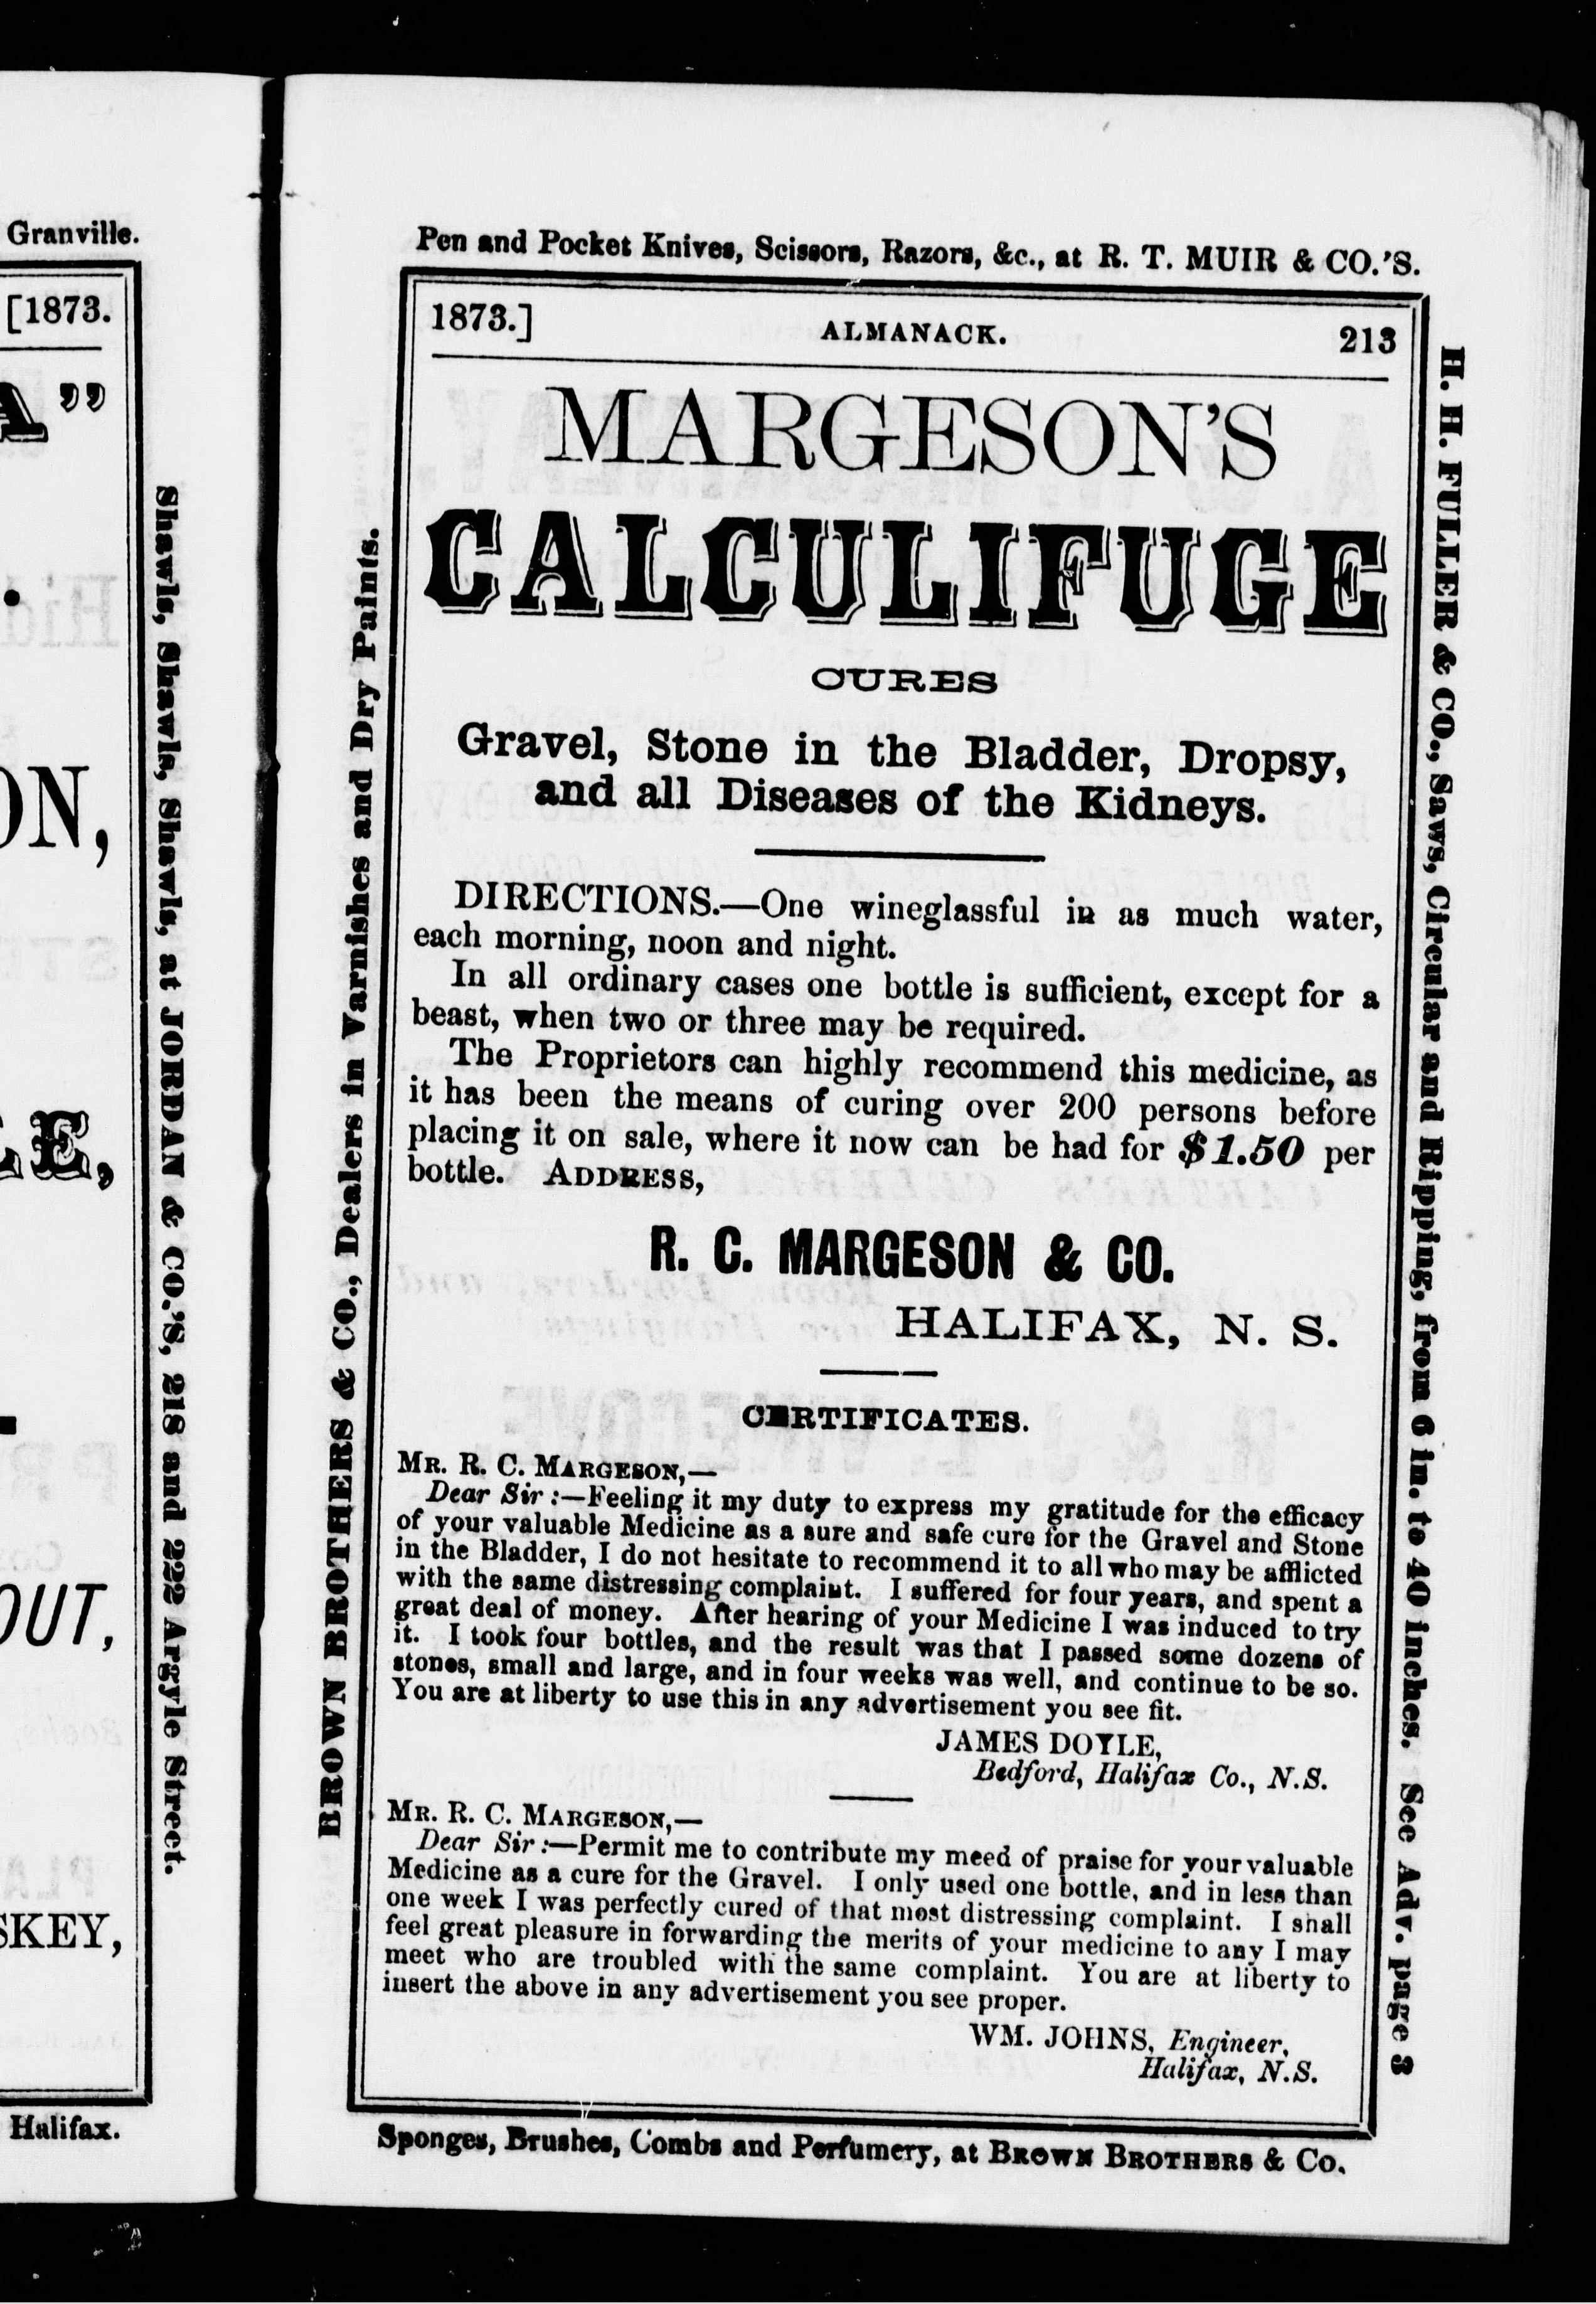 Granville.
[1873.
A”
ON,
E,
OUT,
SKEY,
Halifax.
Shawls, Shawls, Shawls, at JORDAN & CO.'S, 218 and 222 Argyle Street.
Pen and Pocket Knives, Scissors, Razors, &c., at R. T. MUIR & CO.'S.
BROWN BROTHERS & CO., Dealers in Varnishes and Dry Paints.
1873.] ALMANACK. 213
MARGESON'S
CALCULIFUGE
CURES
Gravel, Stone in the Bladder, Dropsy,
and all Diseases of the Kidneys.
DIRECTIONS.—One wineglassful in as much water,
each morning, noon and night.
In all ordinary cases one bottle is sufficient, except for a
beast, when two or three may be required.
The Proprietors can highly recommend this medicine, as
it has been the means of curing over 200 persons before
placing it on sale, where it now can be had for $1.50 per
bottle. ADDRESS,
R. C. MARGESON & CO.
HALIFAX, N. S.
CERTIFICATES.
MR. R. C. MARGESON,—
Dear Sir:—Feeling it my duty to express my gratitude for the efficacy
of your valuable Medicine as a sure and safe cure for the Gravel and Stone
in the Bladder, I do not hesitate to recommend it to all who may be afflicted
with the same distressing complaint. I suffered for four years, and spent a
great deal of money. After hearing of your Medicine I was induced to try
it. I took four bottles, and the result was that I passed some dozens of
stones, small and large, and in four weeks was well, and continue to be so.
You are at liberty to use this in any advertisement you see fit.
JAMES DOYLE,
Bedford, Halifax Co., N.S.
MR. R. C. MARGESON,—
Dear Sir:—Permit me to contribute my meed of praise for your valuable
Medicine as a cure for the Gravel. I only used one bottle, and in less than
one week I was perfectly cured of that most distressing complaint. I shall
feel great pleasure in forwarding the merits of your medicine to any I may
meet who are troubled with the same complaint. You are at liberty to
insert the above in any advertisement you see proper.
WM. JOHNS, Engineer,
Halifax, N.S.
H. H. FULLER & CO., Saws, Circular and Ripping, from 6 in. to 40 inches. See Adv. page 3
Sponges, Brushes, Combs and Perfumery, at BROWN BROTHERS & CO.